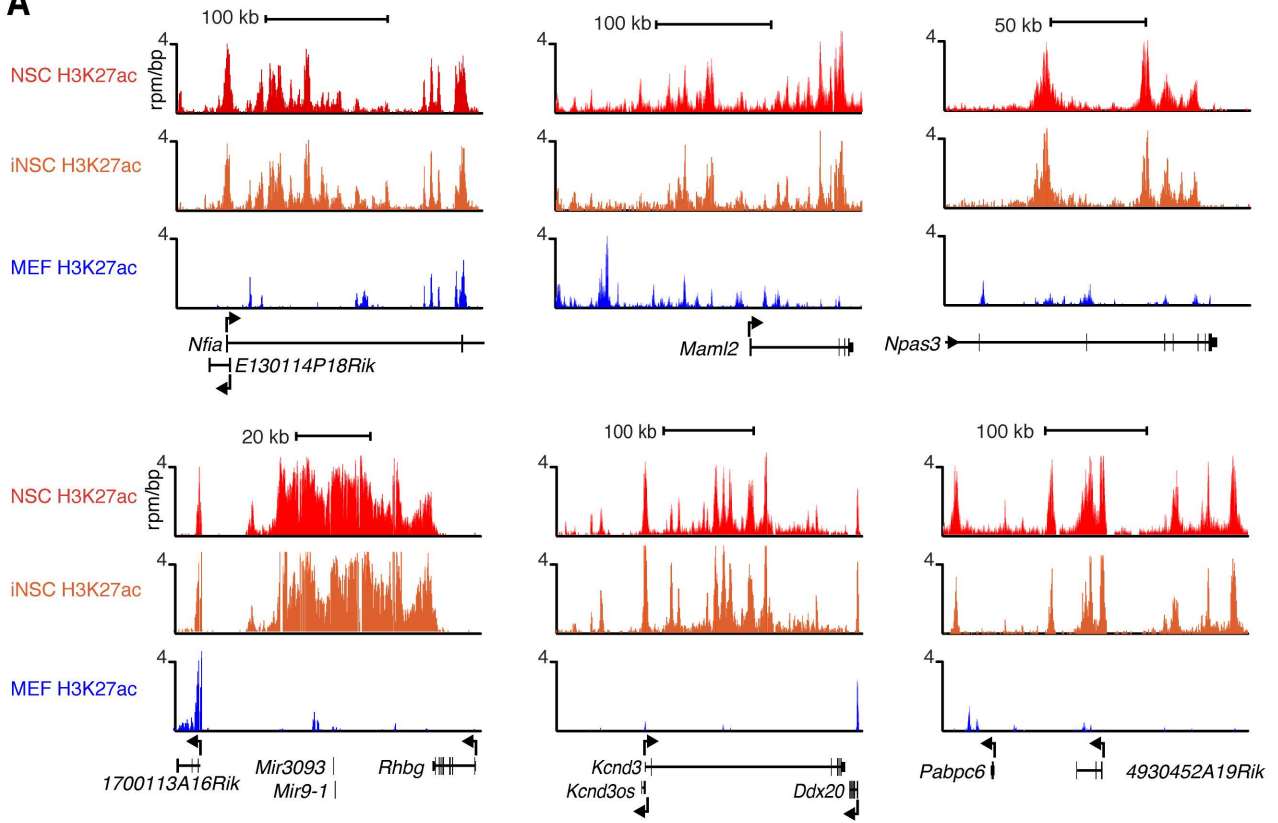 A
100 kb
100 kb
50 kb
4
4
4
NSC H3K27ac
rpm/bp
4
4
4
iNSC H3K27ac
4
4
4
MEF H3K27ac
Nfia
Maml2
Npas3
E130114P18Rik
20 kb
100 kb
100 kb
4
4
4
NSC H3K27ac
rpm/bp
4
4
4
iNSC H3K27ac
4
4
4
MEF H3K27ac
Mir3093
Rhbg
Kcnd3
Pabpc6
4930452A19Rik
1700113A16Rik
Mir9-1
Kcnd3os
Ddx20